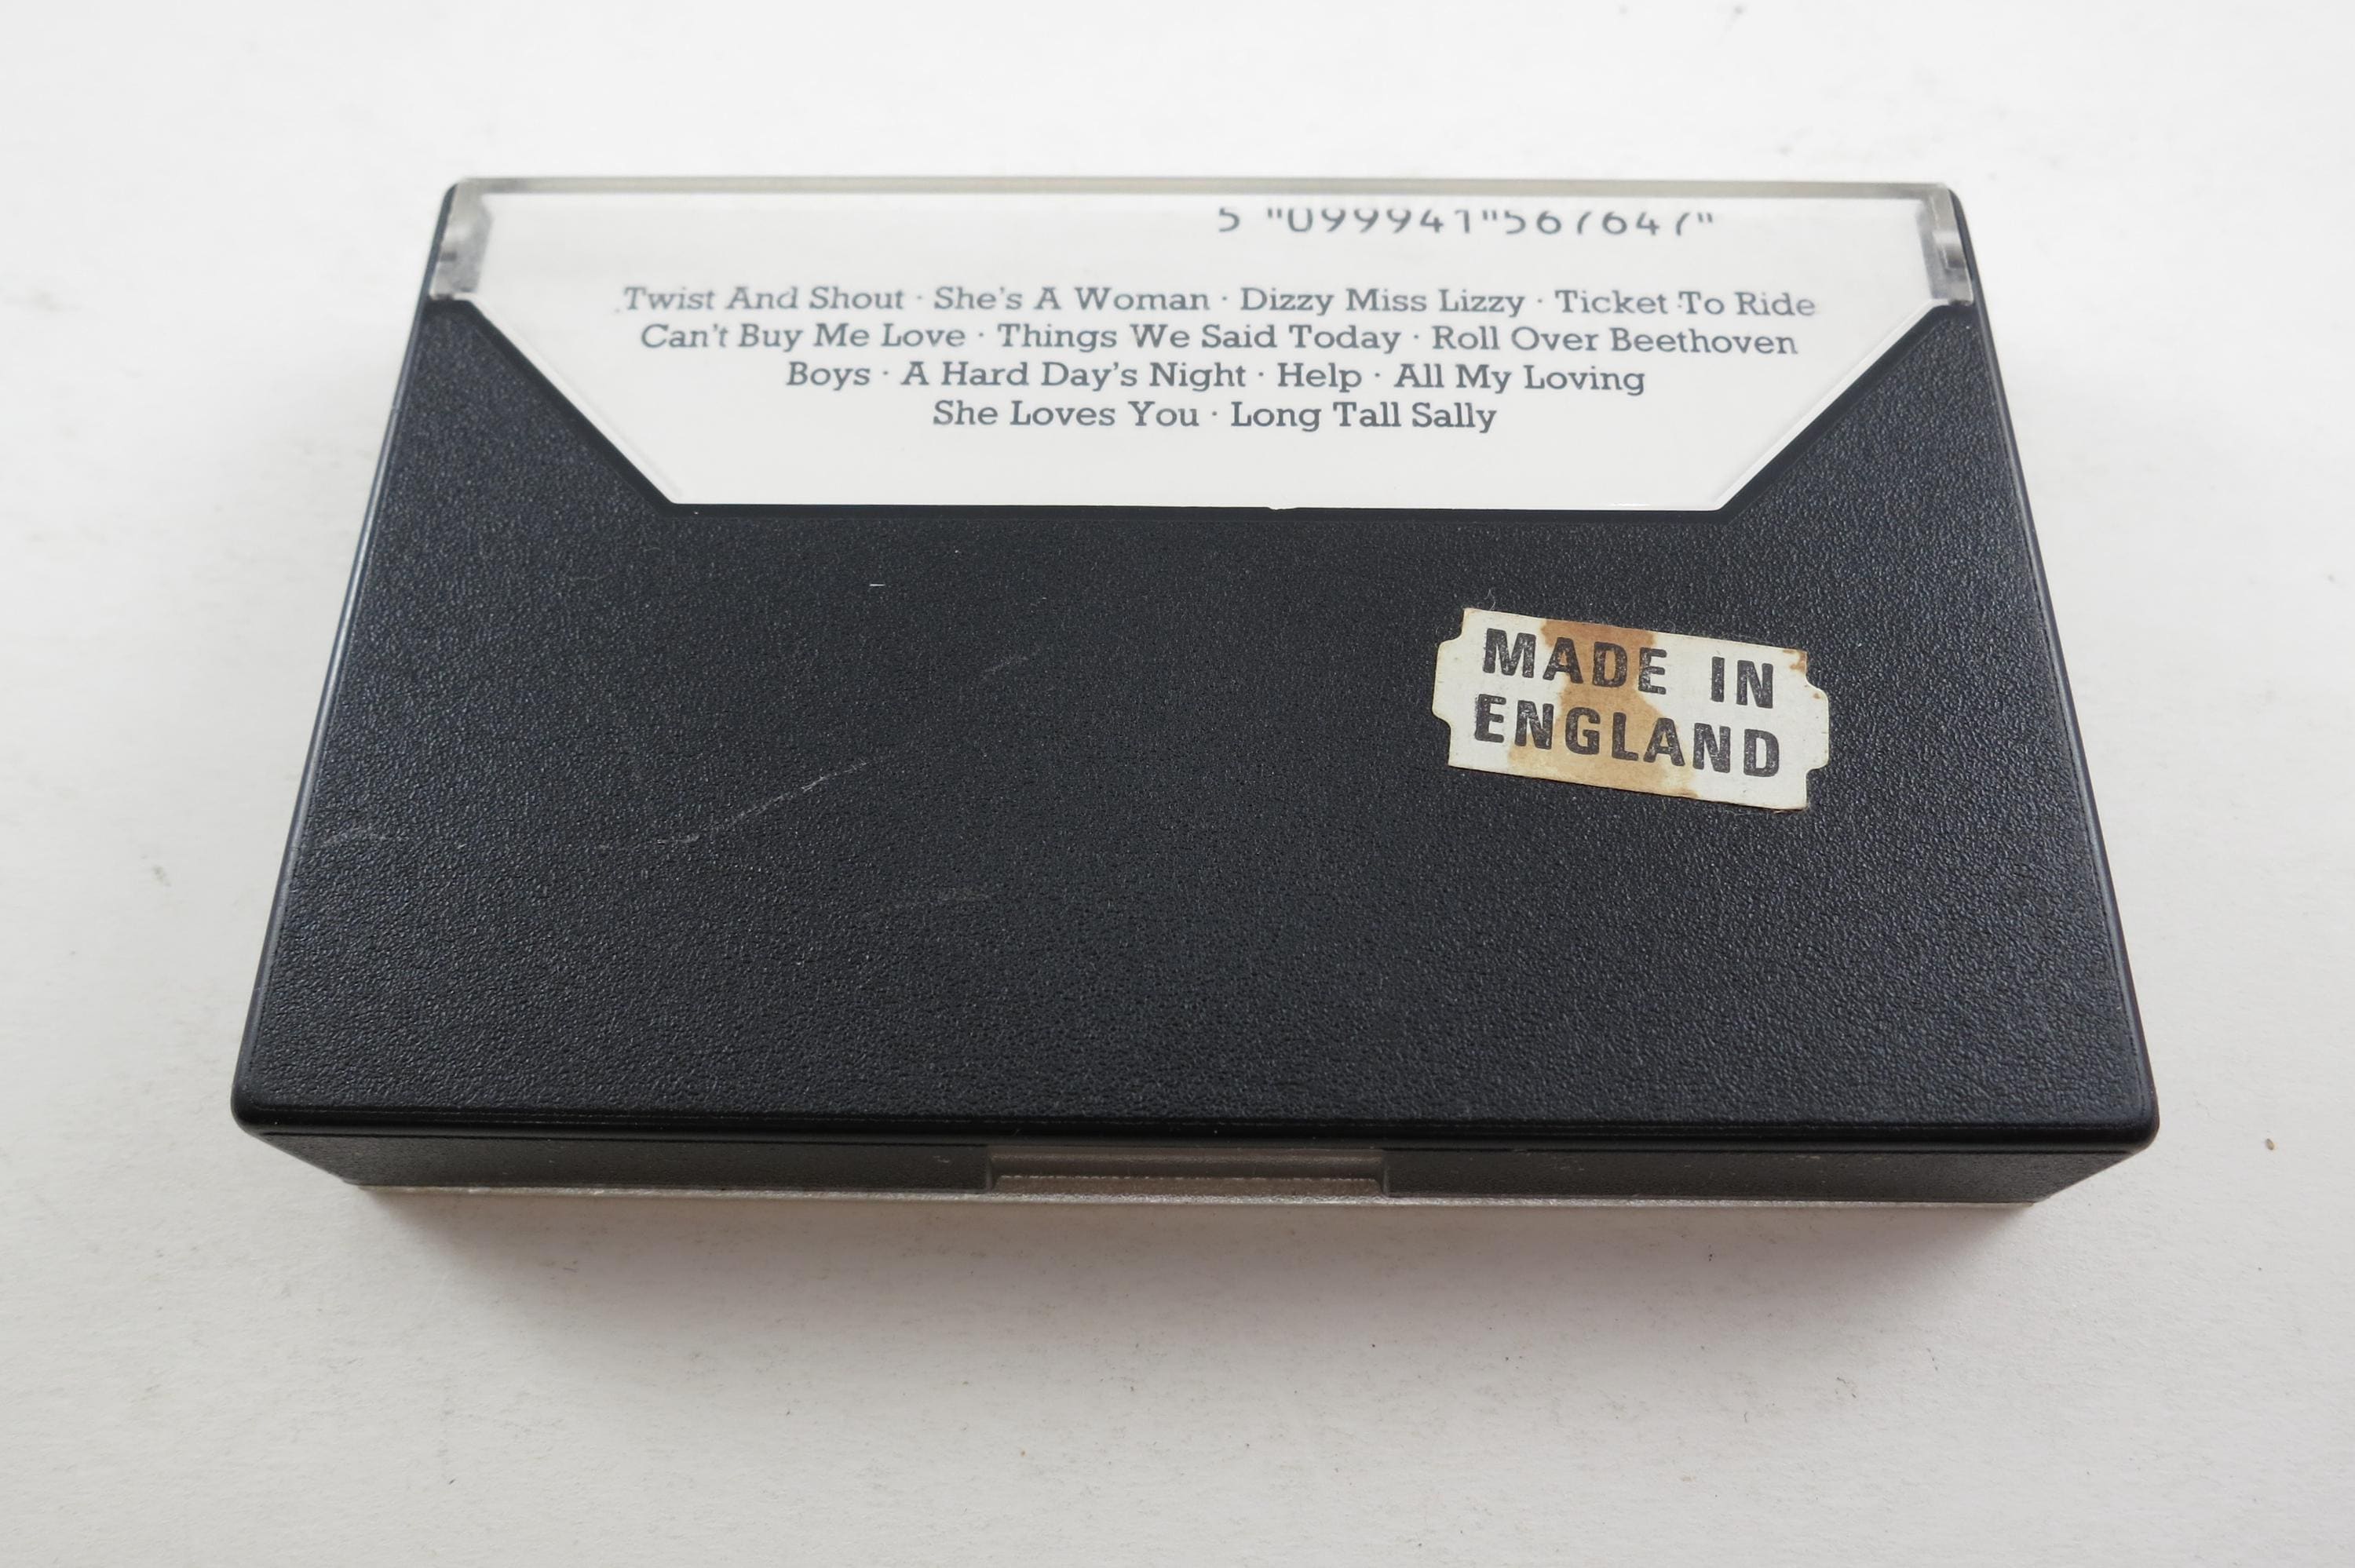 5 "099941"567647"
Twist And Shout · She's A Woman · Dizzy Miss Lizzy · Ticket To Ride
Can't Buy Me Love · Things We Said Today · Roll Over Beethoven
Boys · A Hard Day's Night · Help · All My Loving
She Loves You · Long Tall Sally
MADE IN
ENGLAND